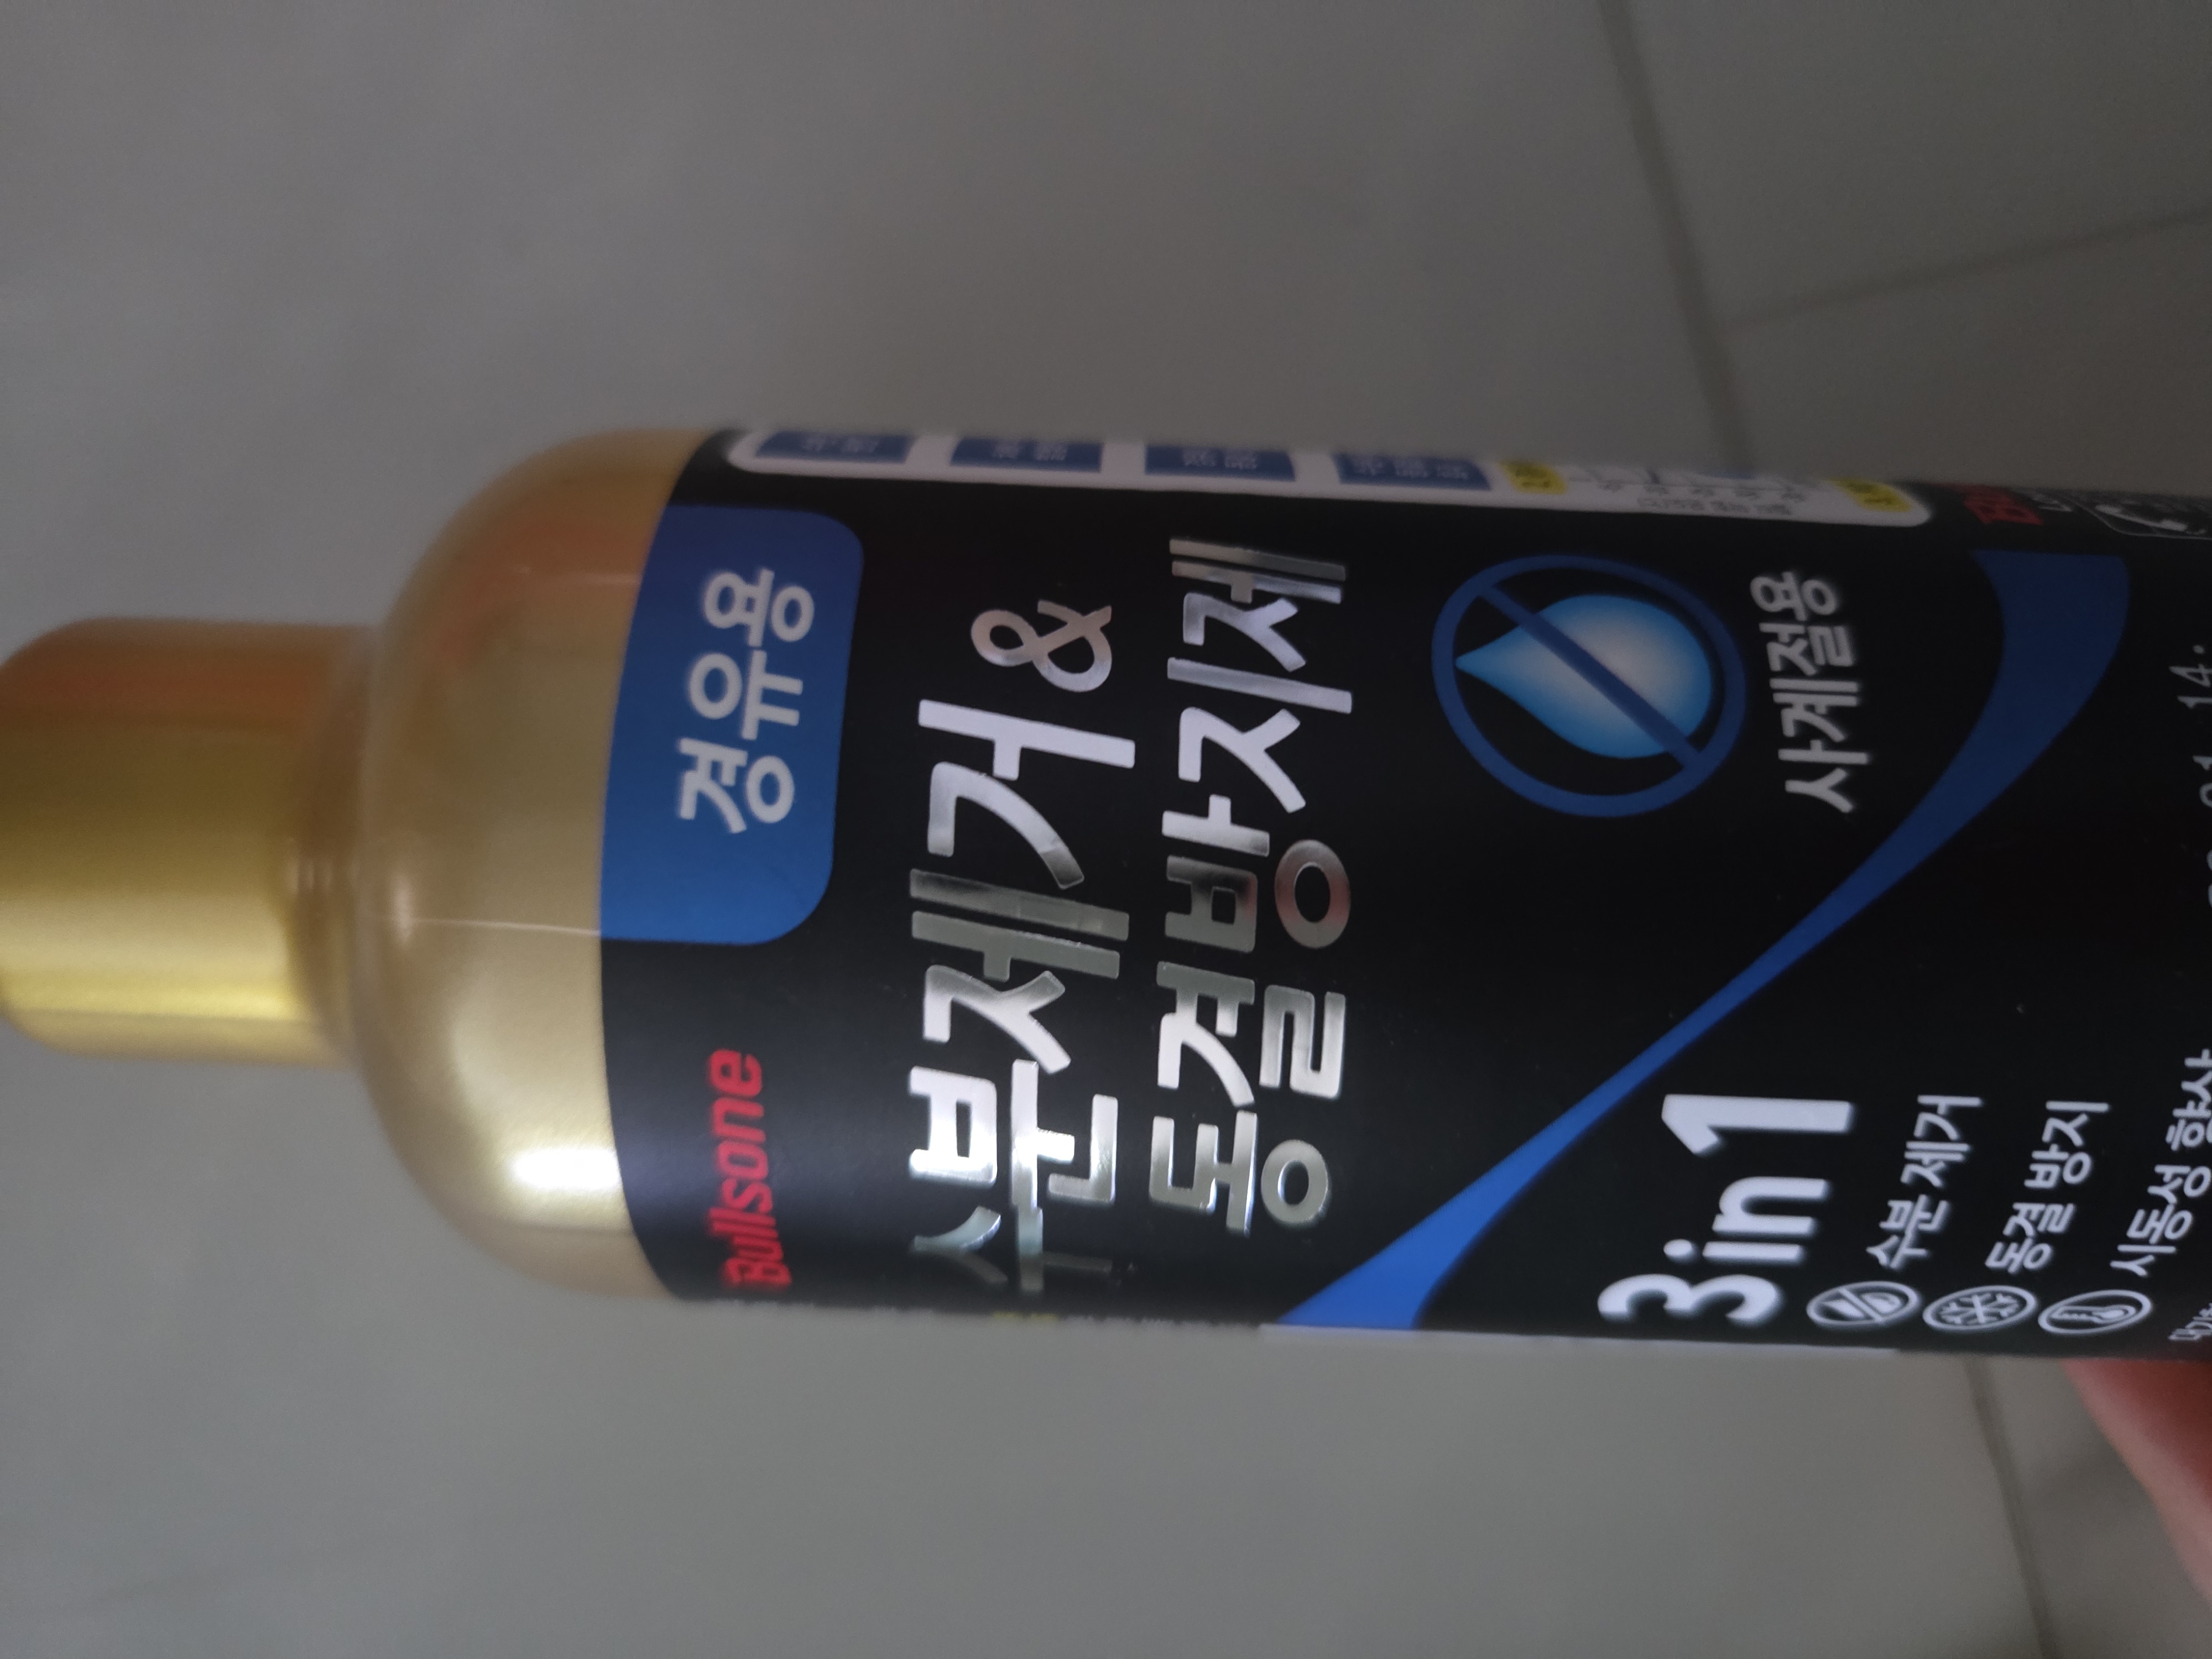 경유용
Bullsone
수분제거 &
동결방지제
사계절용
3in1
수분 제거
동결 방지
시동성 향상